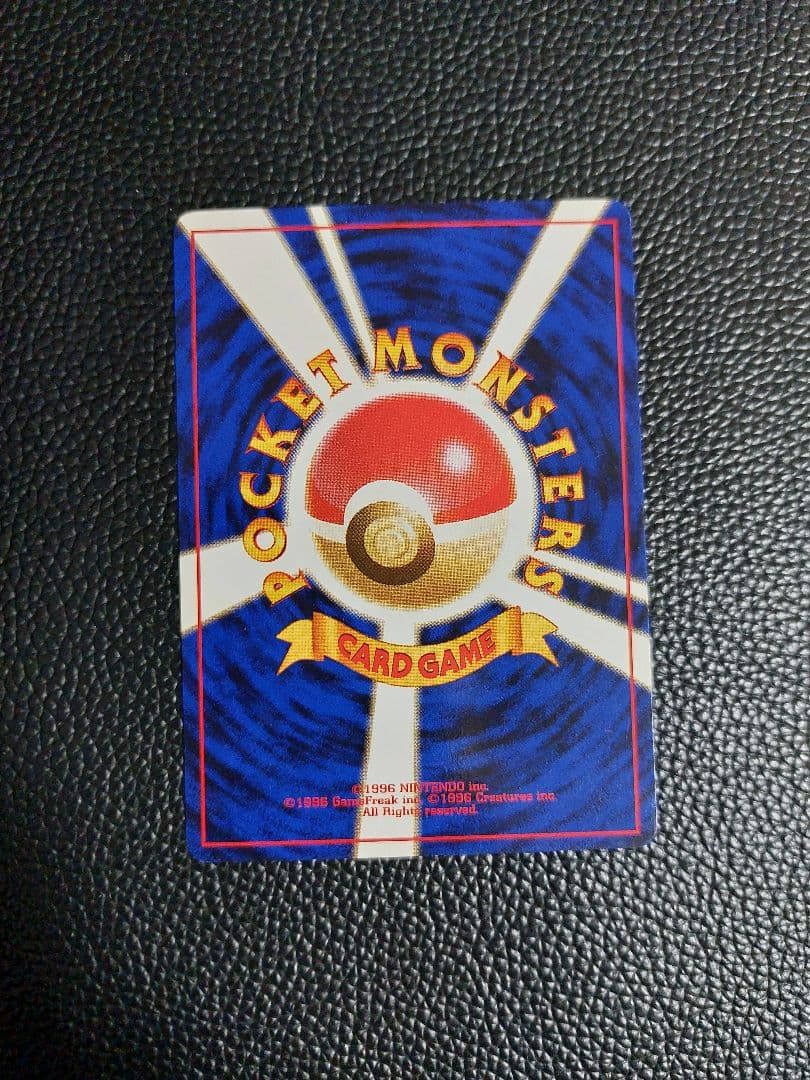 POCKET MONSTERS
CARD GAME
©1996 NINTENDO inc.
©1996 GameFreak inc. ©1996 Creatures inc.
All Rights reserved.